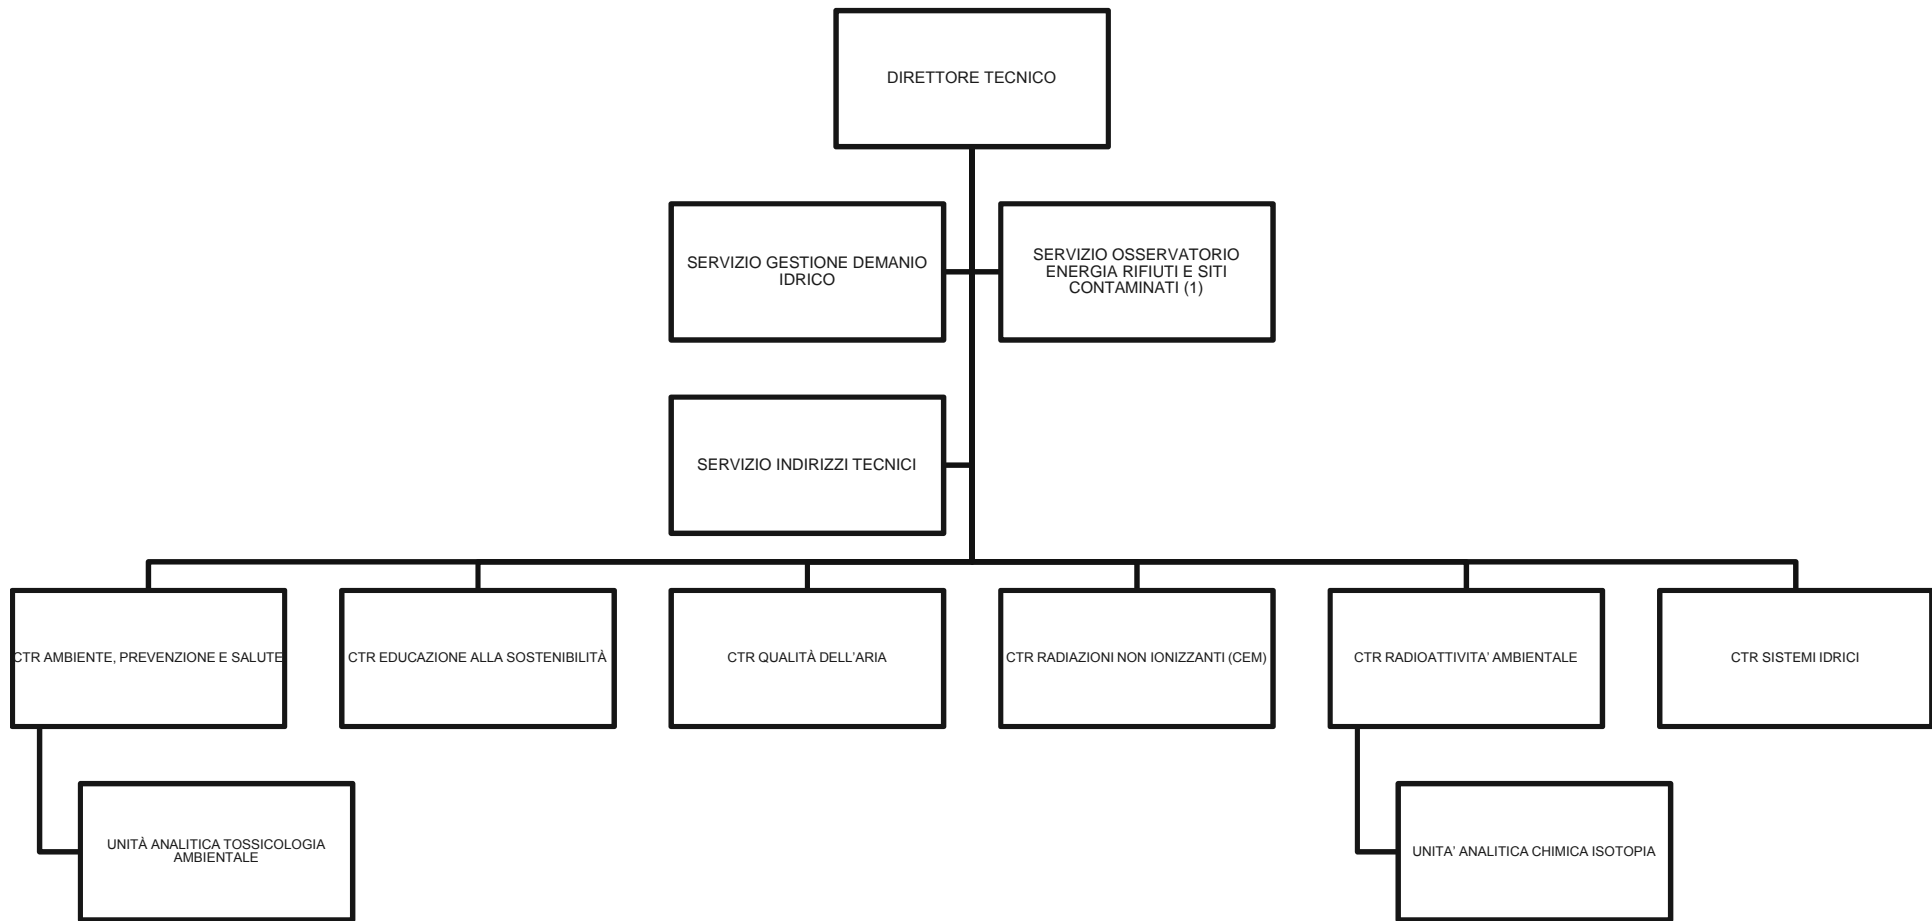 DIRETTORE TECNICO
SERVIZIO GESTIONE DEMANIO
IDRICO
SERVIZIO OSSERVATORIO
ENERGIA RIFIUTI E SITI
CONTAMINATI (1)
SERVIZIO INDIRIZZI TECNICI
CTR AMBIENTE, PREVENZIONE E SALUTE
CTR EDUCAZIONE ALLA SOSTENIBILITÀ
CTR QUALITÀ DELL’ARIA
CTR RADIAZIONI NON IONIZZANTI (CEM)
CTR RADIOATTIVITA’ AMBIENTALE
CTR SISTEMI IDRICI
UNITÀ ANALITICA TOSSICOLOGIA
AMBIENTALE
UNITA’ ANALITICA CHIMICA ISOTOPIA